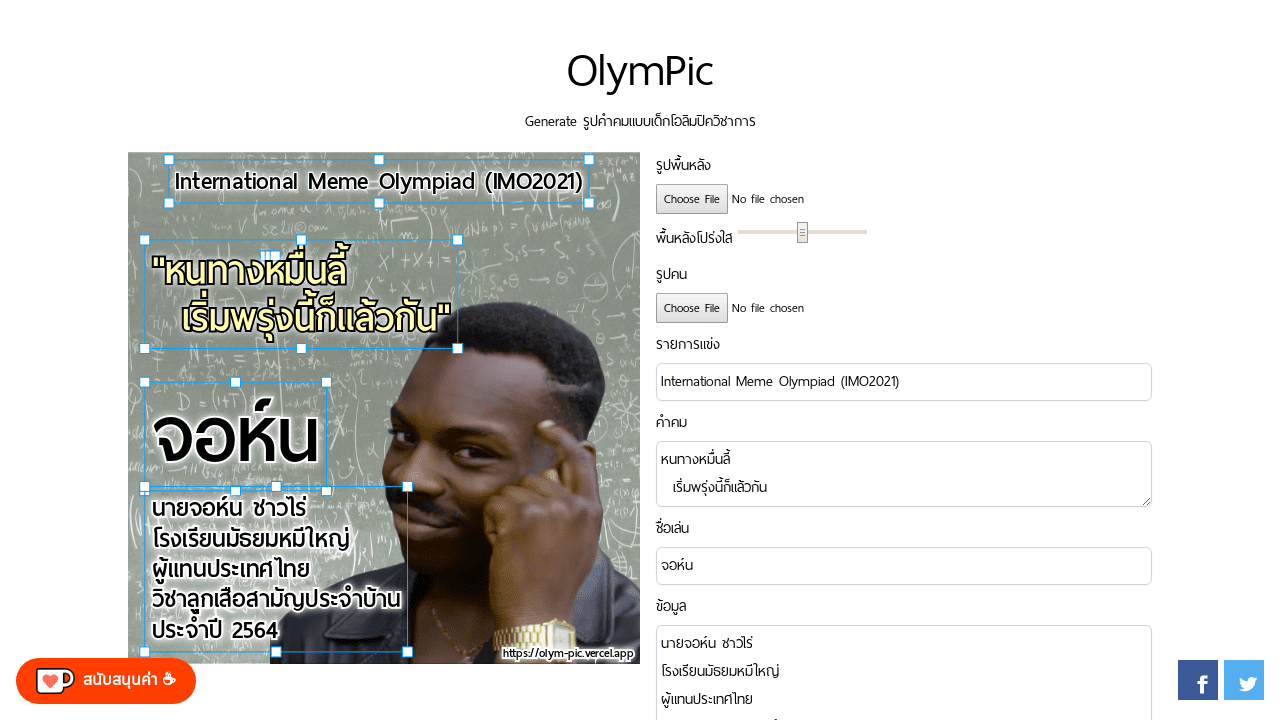 OlymPic
Generate รูปคำคมแบบเด็กโอลิมปิควิชาการ
International Meme Olympiad (IMO2021)
"หนทางหมื่นลี้
เริ่มพรุ่งนี้ก็แล้วกัน"
จอห์น
นายจอห์น ชาวไร่
โรงเรียนมัธยมหมีใหญ่
ผู้แทนประเทศไทย
วิชาลูกเสือสามัญประจำบ้าน
ประจำปี 2564
https://olym-pic.vercel.app
รูปพื้นหลัง
Choose File No file chosen
พื้นหลังโปร่งใส
รูปคน
Choose File No file chosen
รายการแข่ง
International Meme Olympiad (IMO2021)
คำคม
หนทางหมื่นลี้
เริ่มพรุ่งนี้ก็แล้วกัน
ชื่อเล่น
จอห์น
ข้อมูล
นายจอห์น ชาวไร่
โรงเรียนมัธยมหมีใหญ่
ผู้แทนประเทศไทย
สนับสนุนค่า